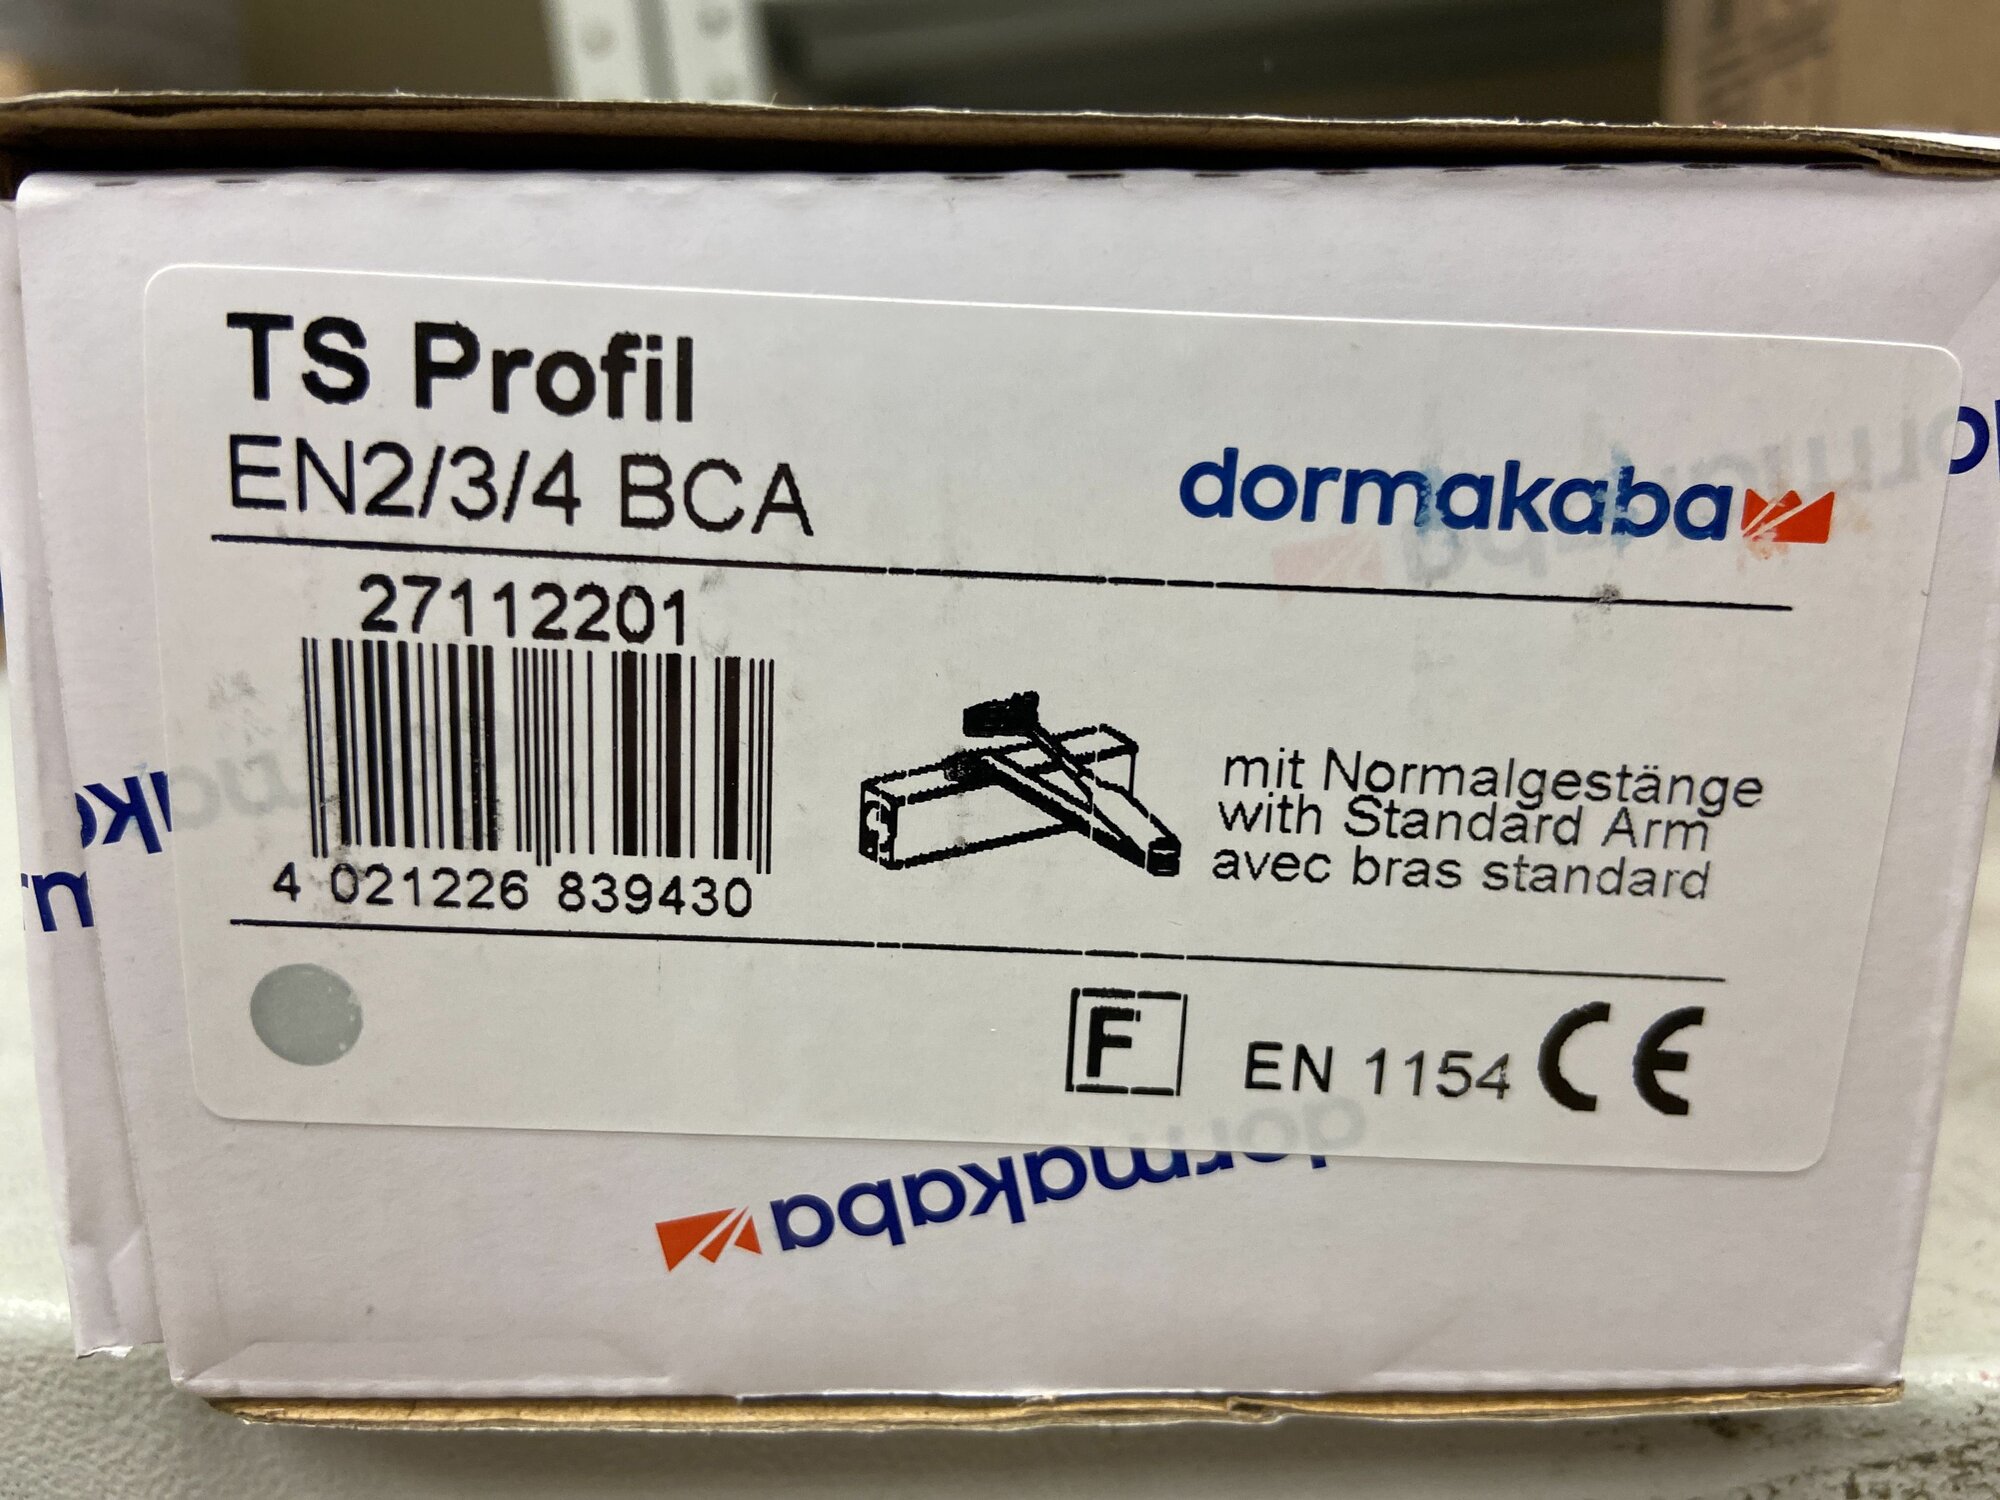 TS Profil
EN2/3/4 BCA
dormakaba
27112201
4 021226 839430
mit Normalgestänge
with Standard Arm
avec bras standard
F
EN 1154 CE
dormakaba